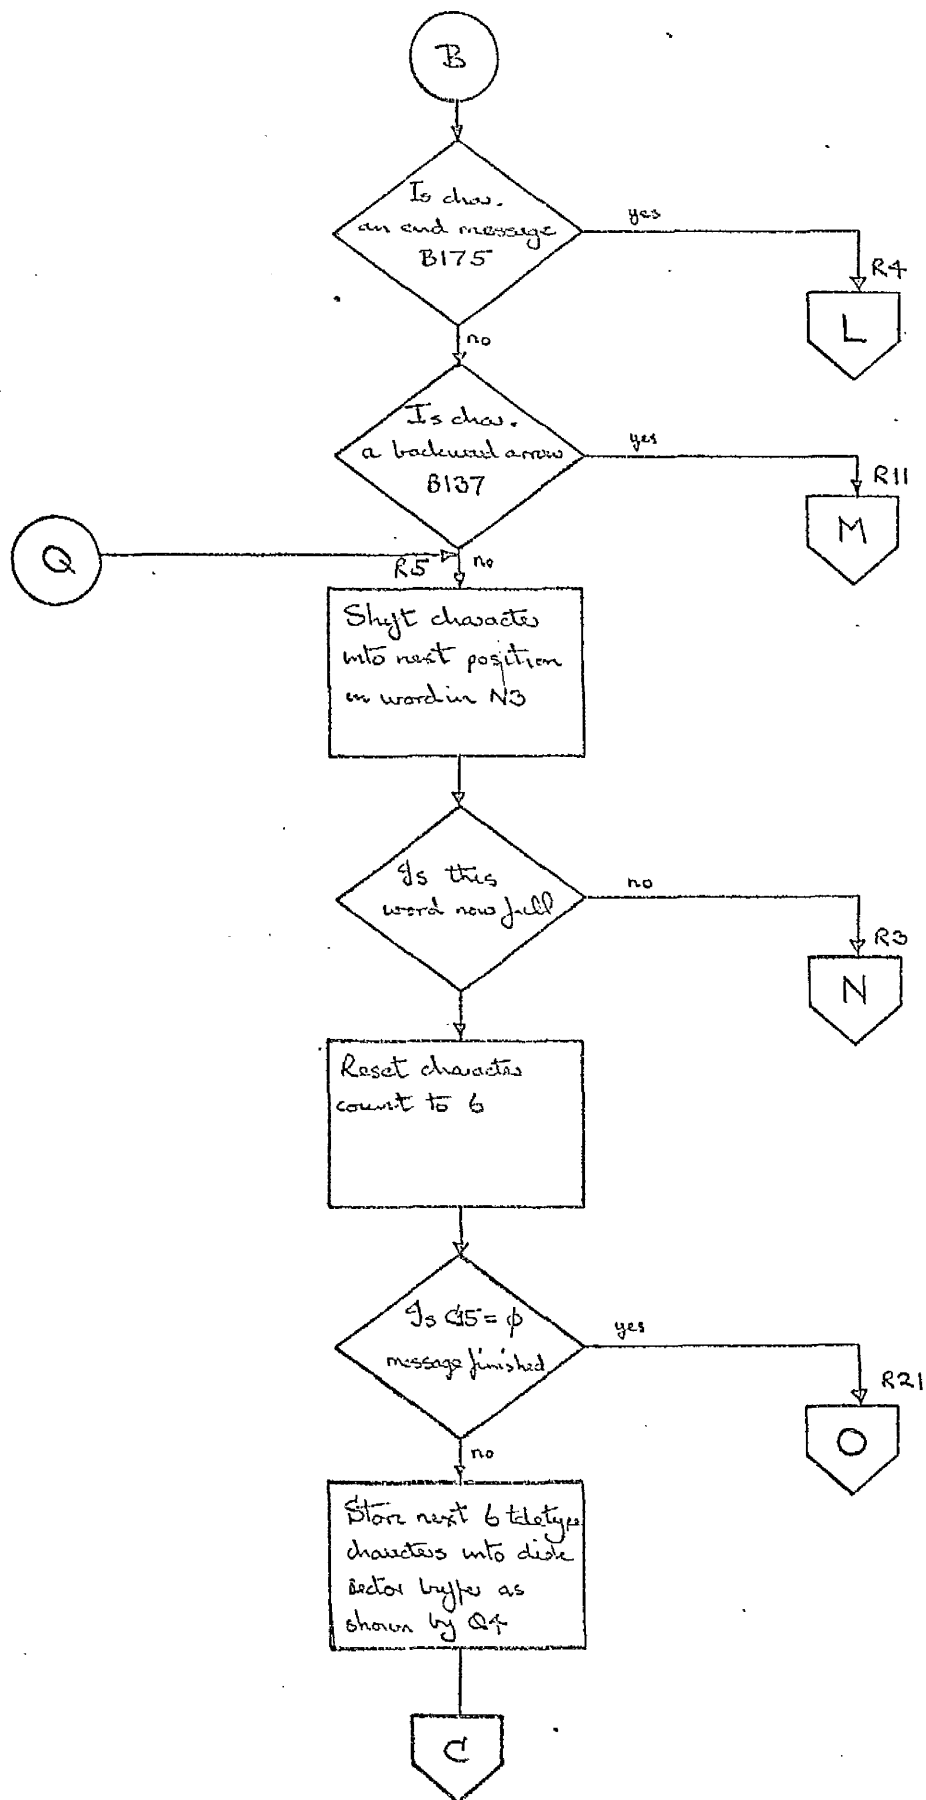 B
Is char.
an end message
B175
yes
R4
L
no
Is char.
a backward arrow
B137
yes
R11
M
Q
R5
no
Shift character
into next position
in word in N3
Is this
word now full
no
R3
N
Reset character
count to 6
Is C15 = φ
message finished
yes
R21
O
no
Store next 6 teletype
characters into disk
sector buffer as
shown by Q4
C